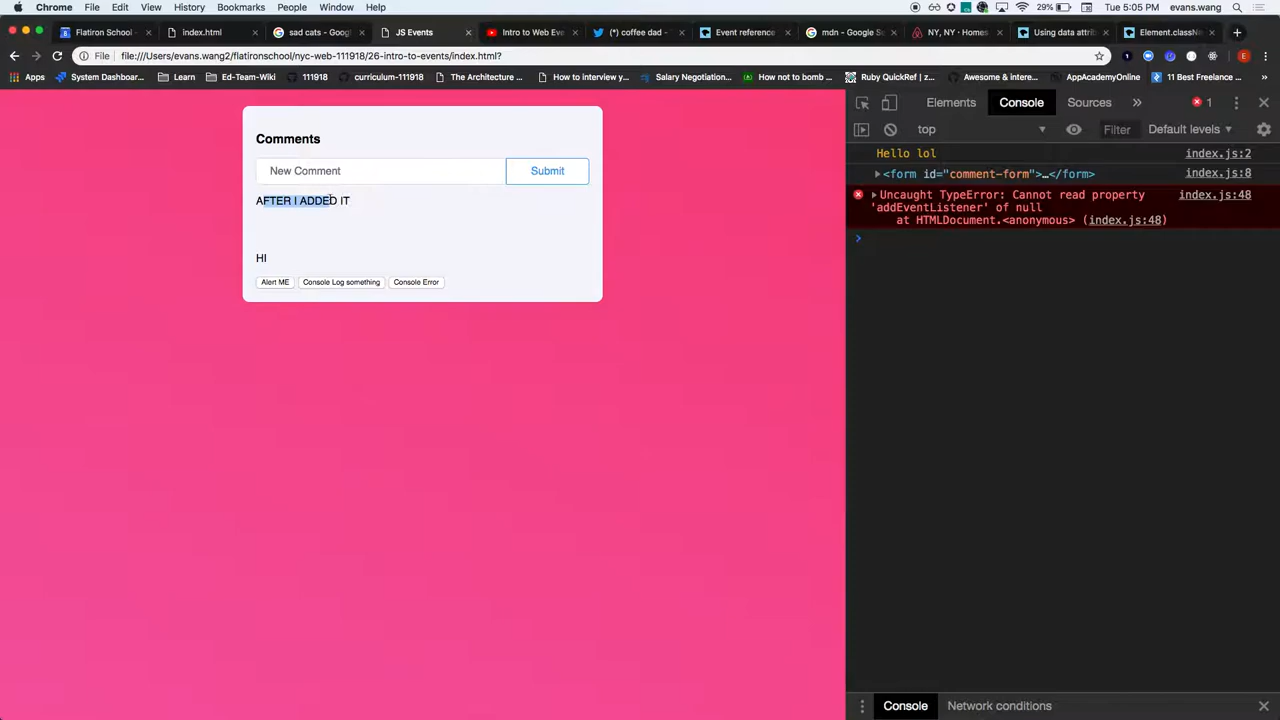 Chrome File Edit View History Bookmarks People Window Help 29% Tue 5:05 PM evans.wang
Flatiron School - index.html sad cats - Google S JS Events Intro to Web Eve (*) coffee dad - Event reference mdn - Google Se NY, NY · Homes Using data attrib Element.classNa
File file:///Users/evans.wang2/flatironschool/nyc-web-111918/26-intro-to-events/index.html? E
Apps System Dashboar... Learn Ed-Team-Wiki 111918 curriculum-111918 The Architecture ... How to interview y... Salary Negotiation... How not to bomb ... Ruby QuickRef | z... Awesome & intere... AppAcademyOnline 11 Best Freelance ...
Comments
New Comment Submit
AFTER I ADDED IT
HI
Alert ME Console Log something Console Error
Elements Console Sources 1
top Filter Default levels
Hello lol index.js:2
<form id="comment-form">…</form> index.js:8
Uncaught TypeError: Cannot read property index.js:48
'addEventListener' of null
at HTMLDocument.<anonymous> (index.js:48)
Console Network conditions